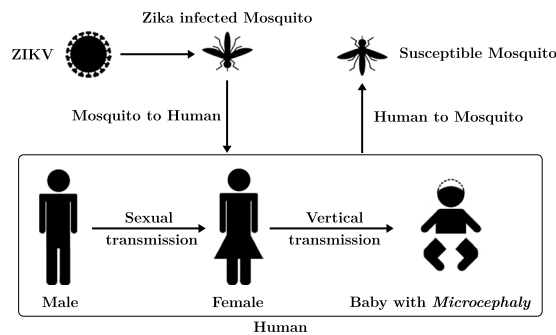 Zika infected Mosquito
ZIKV
Susceptible Mosquito
Mosquito to Human
Human to Mosquito
Sexual
transmission
Vertical
transmission
Male
Female
Baby with Microcephaly
Human